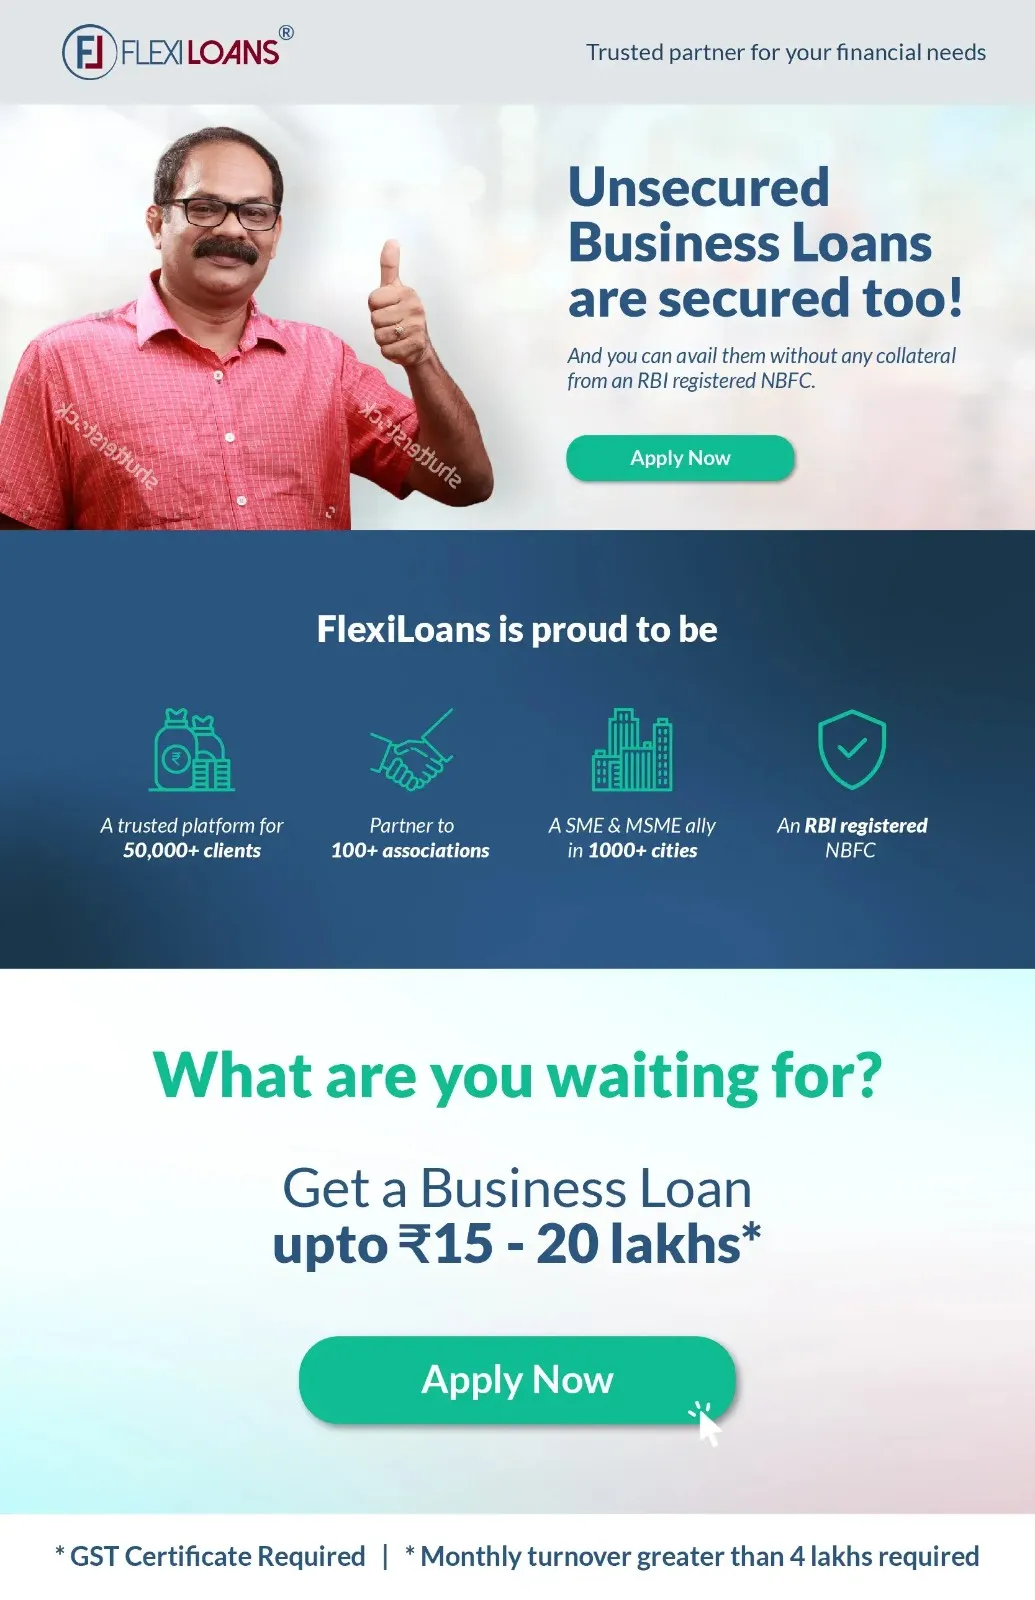 FJ FLEXILOANS®
Trusted partner for your financial needs
Unsecured
Business Loans
are secured too!
And you can avail them without any collateral
from an RBI registered NBFC.
Apply Now
shutterstock
shutterstock
FlexiLoans is proud to be
₹
A trusted platform for
50,000+ clients
Partner to
100+ associations
A SME & MSME ally
in 1000+ cities
An RBI registered
NBFC
What are you waiting for?
Get a Business Loan
upto ₹15 - 20 lakhs*
Apply Now
* GST Certificate Required | * Monthly turnover greater than 4 lakhs required